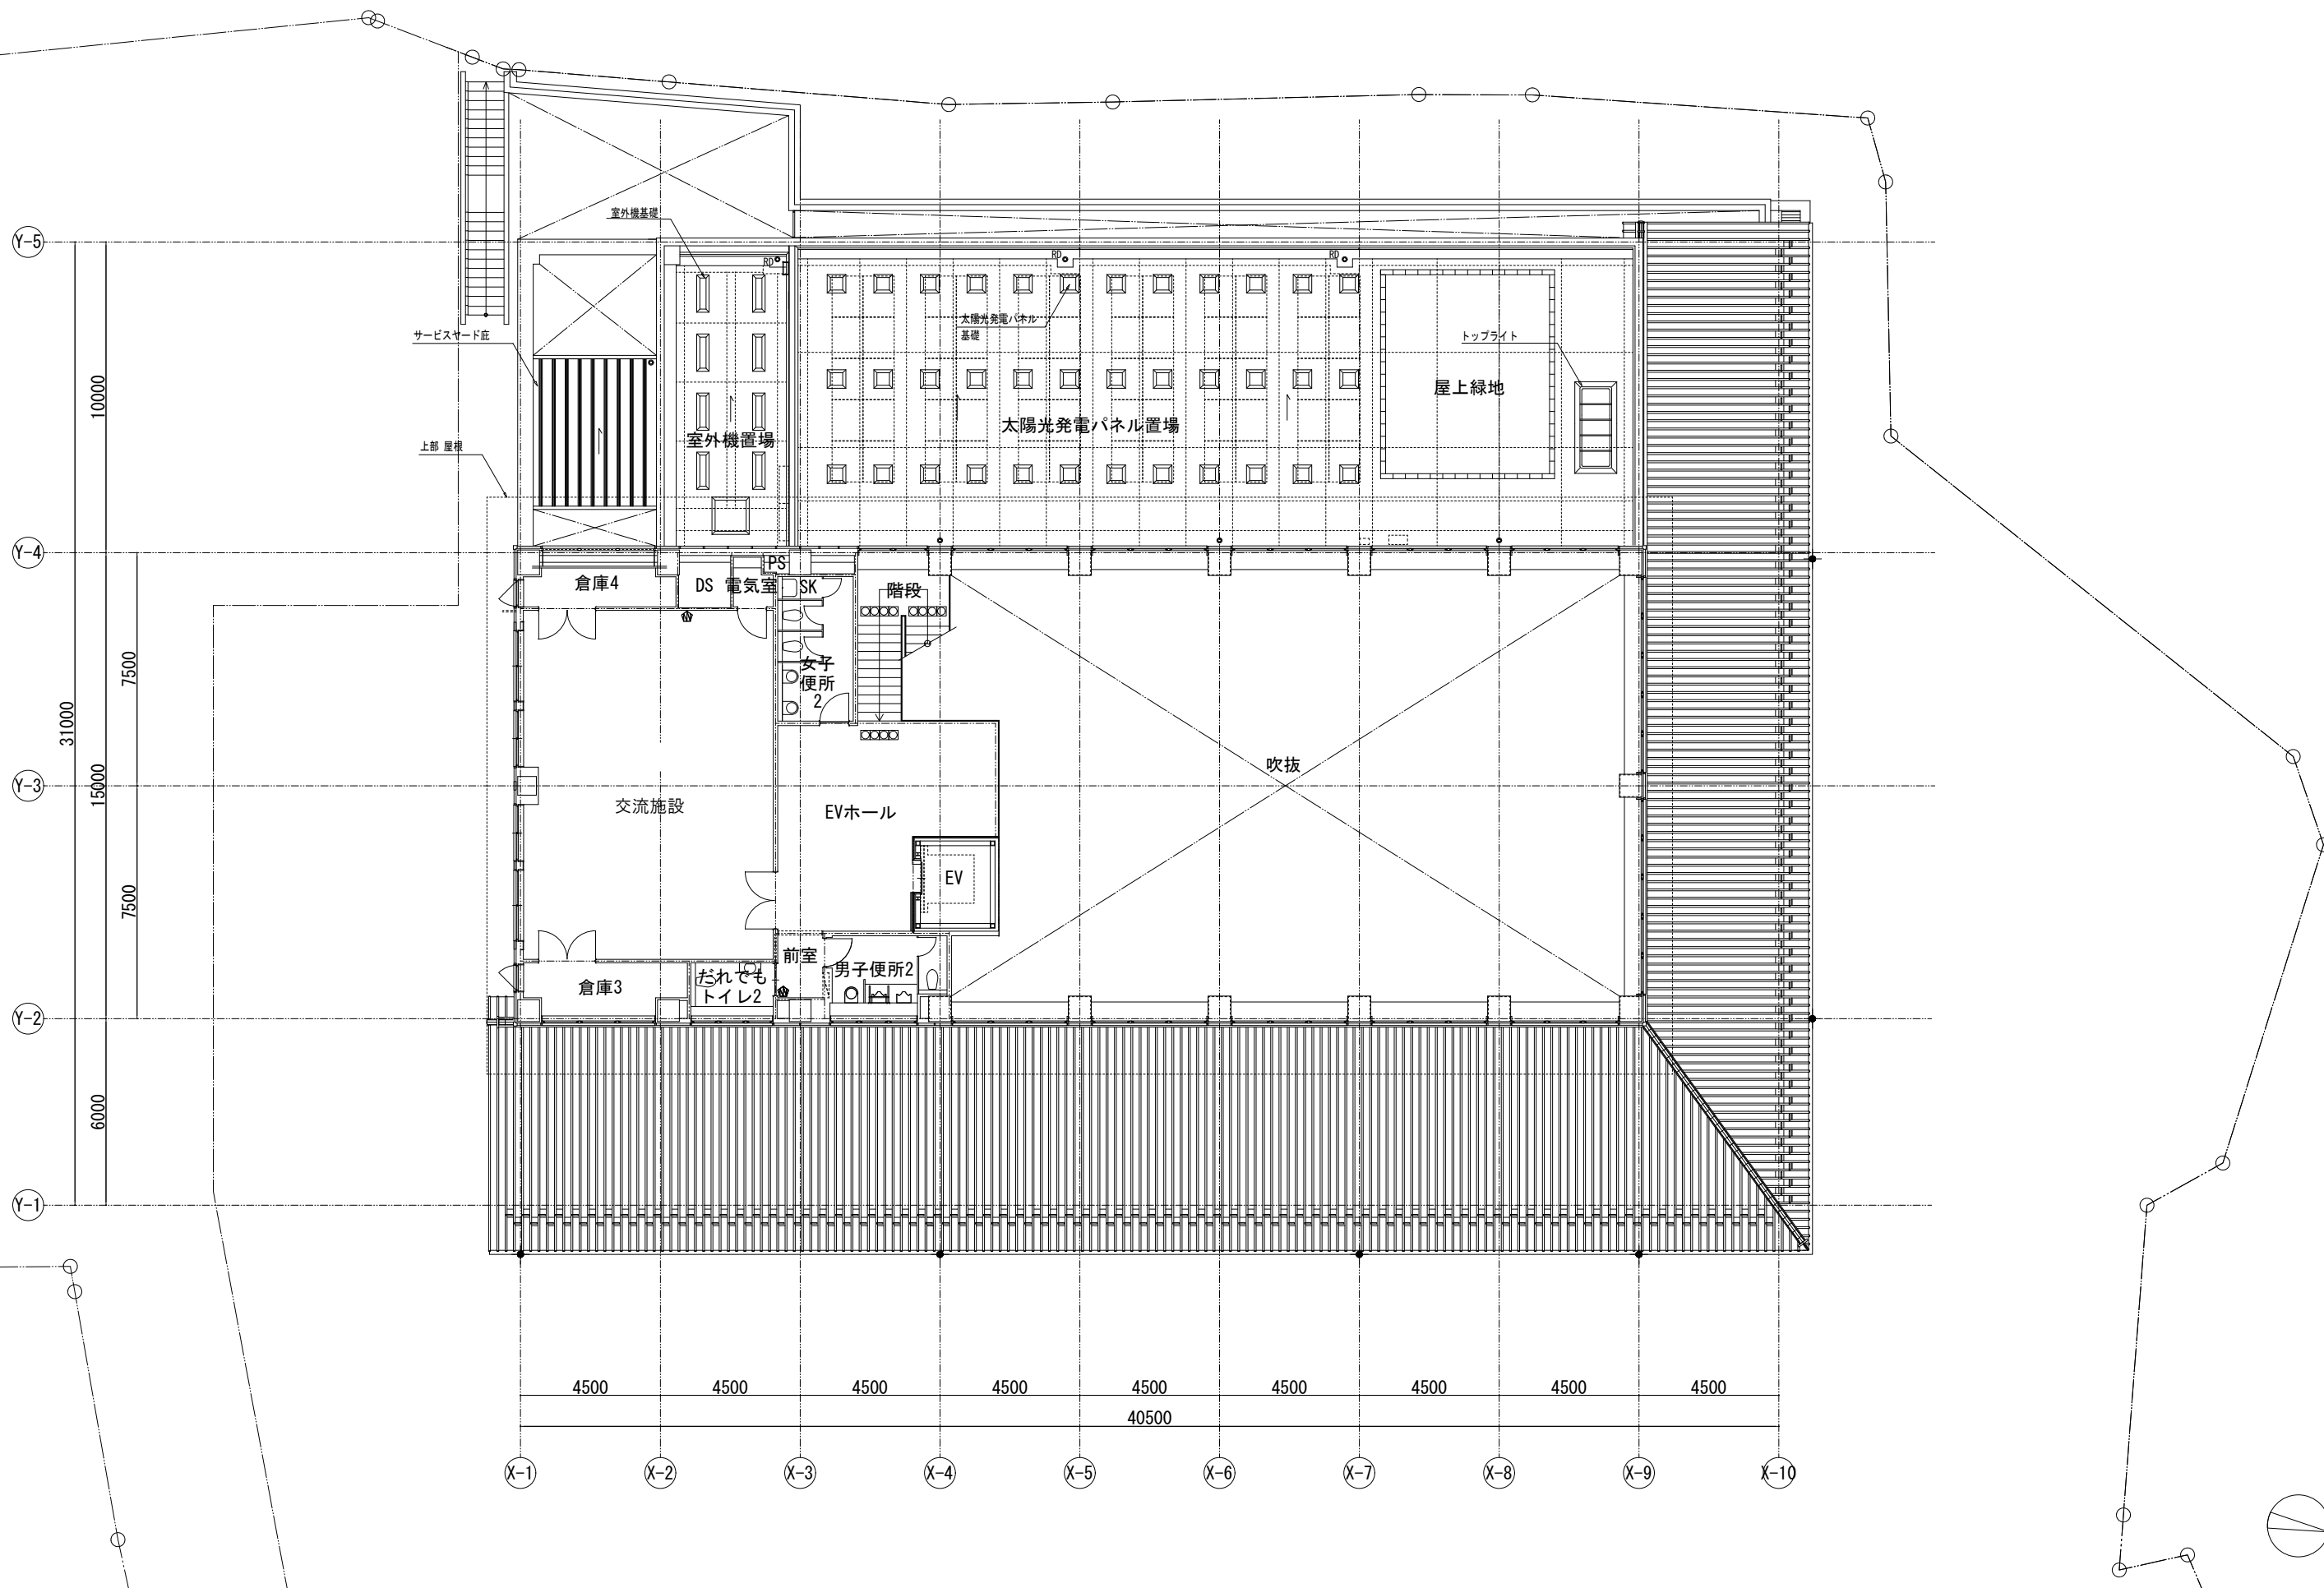 室外機基礎
Y-5
RD
RD
RD
太陽光発電パネル
基礎
サービスヤード庇
トップライト
10000
屋上緑地
太陽光発電パネル置場
室外機置場
上部 屋根
Y-4
PS
倉庫4
DS
電気室
SK
階段
7500
女子
便所
2
31000
吹抜
15000
Y-3
交流施設
EVホール
EV
7500
前室
男子便所2
だれでも
トイレ2
倉庫3
Y-2
6000
Y-1
4500
4500
4500
4500
4500
4500
4500
4500
4500
40500
X-1
X-2
X-3
X-4
X-5
X-6
X-7
X-8
X-9
X-10